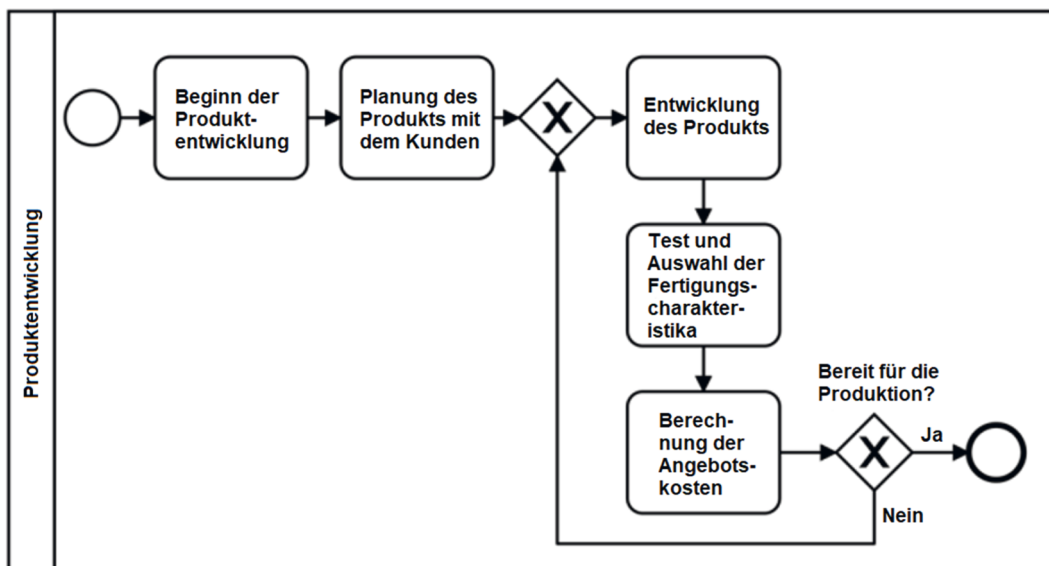 Produktentwicklung
Beginn der
Produkt-
entwicklung
Planung des
Produkts mit
dem Kunden
X
Entwicklung
des Produkts
Test und
Auswahl der
Fertigungs-
charakter-
istika
Berech-
nung der
Angebots-
kosten
Bereit für die
Produktion?
X
Ja
Nein